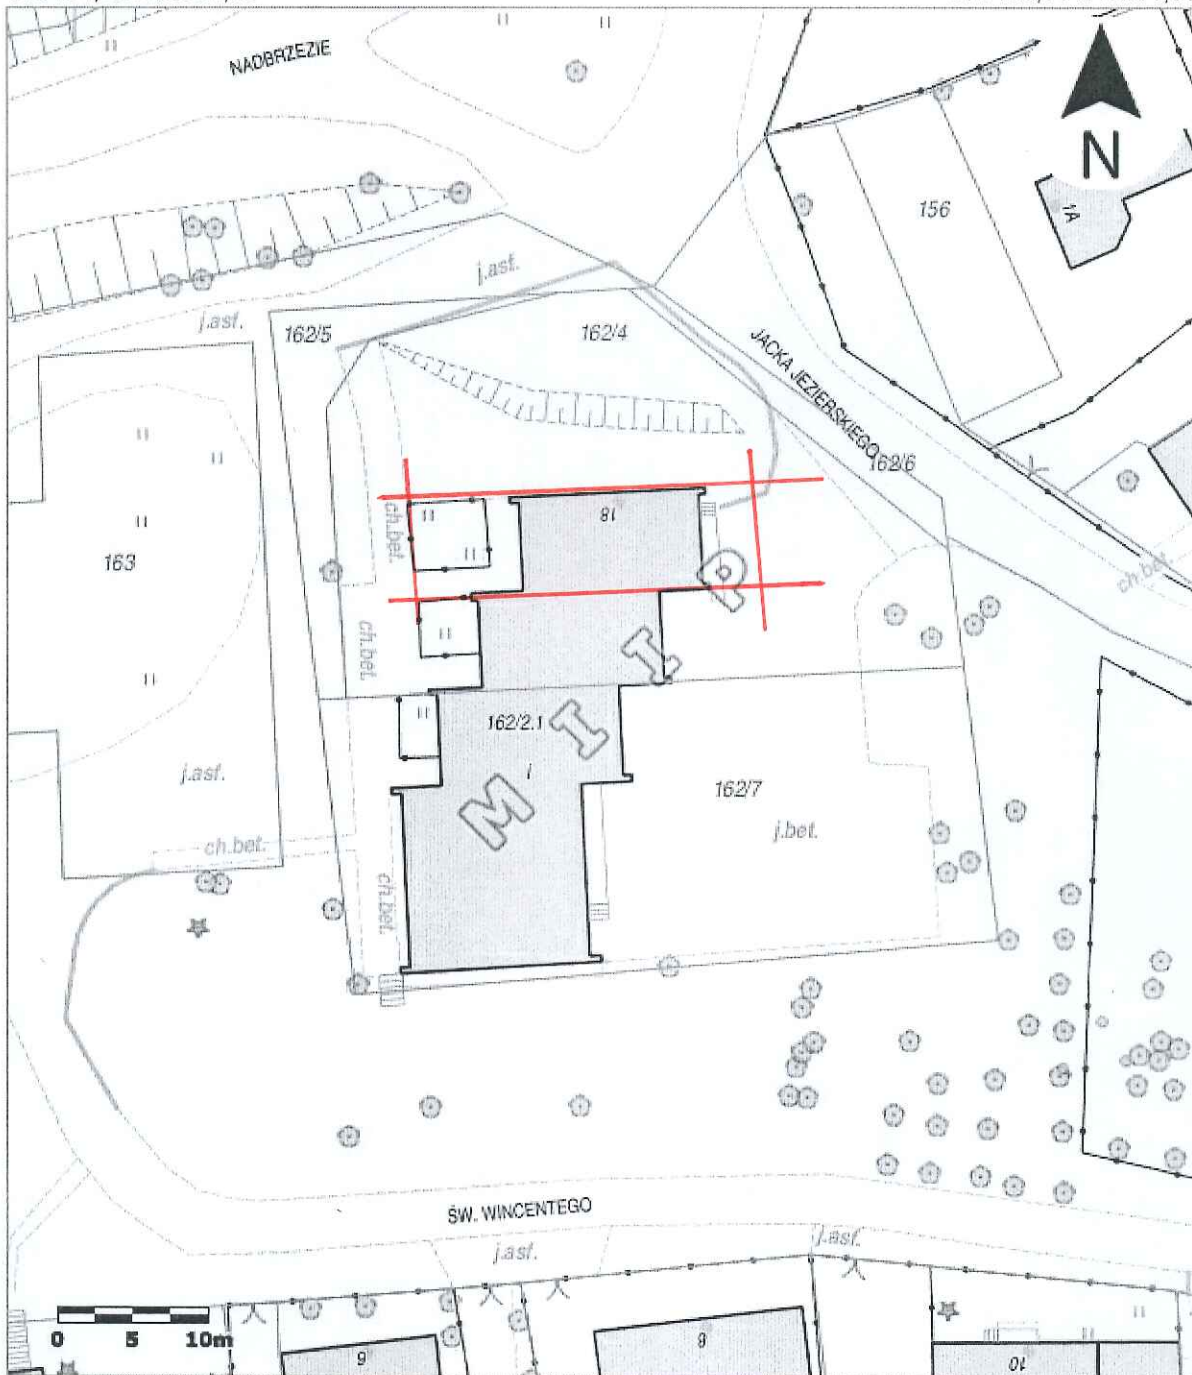 NADBRZEZIE
N
1A
156
j.asf.
j.asf.
162/5
162/4
JACKA JEZIERSKIEGO
162/6
ch.bet.
18
163
ch.bet.
ch.bet.
P
I
I
M
162/2.1
i
162/7
j.asf.
j.bet.
ch.bet.
ch.bet.
ŚW. WINCENTEGO
j.asf.
j.asf.
0 5 10m
6
8
10